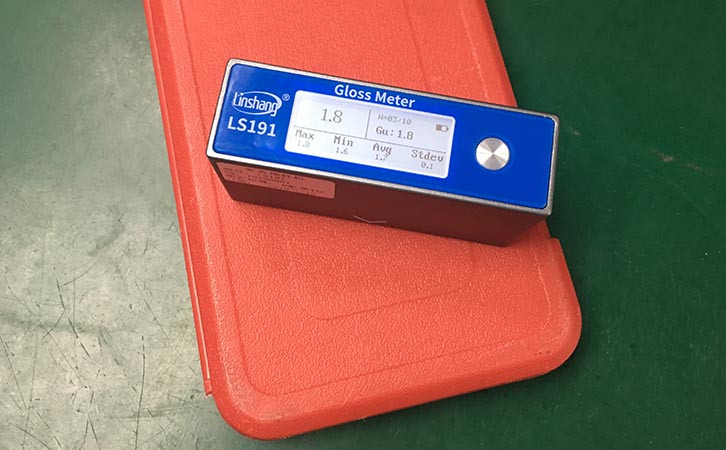 Gloss Meter
Linshang®
LS191
1.8
N=03/10
Gu: 1.8
Max Min Avg Stdev
1.8 1.6 1.7 0.1